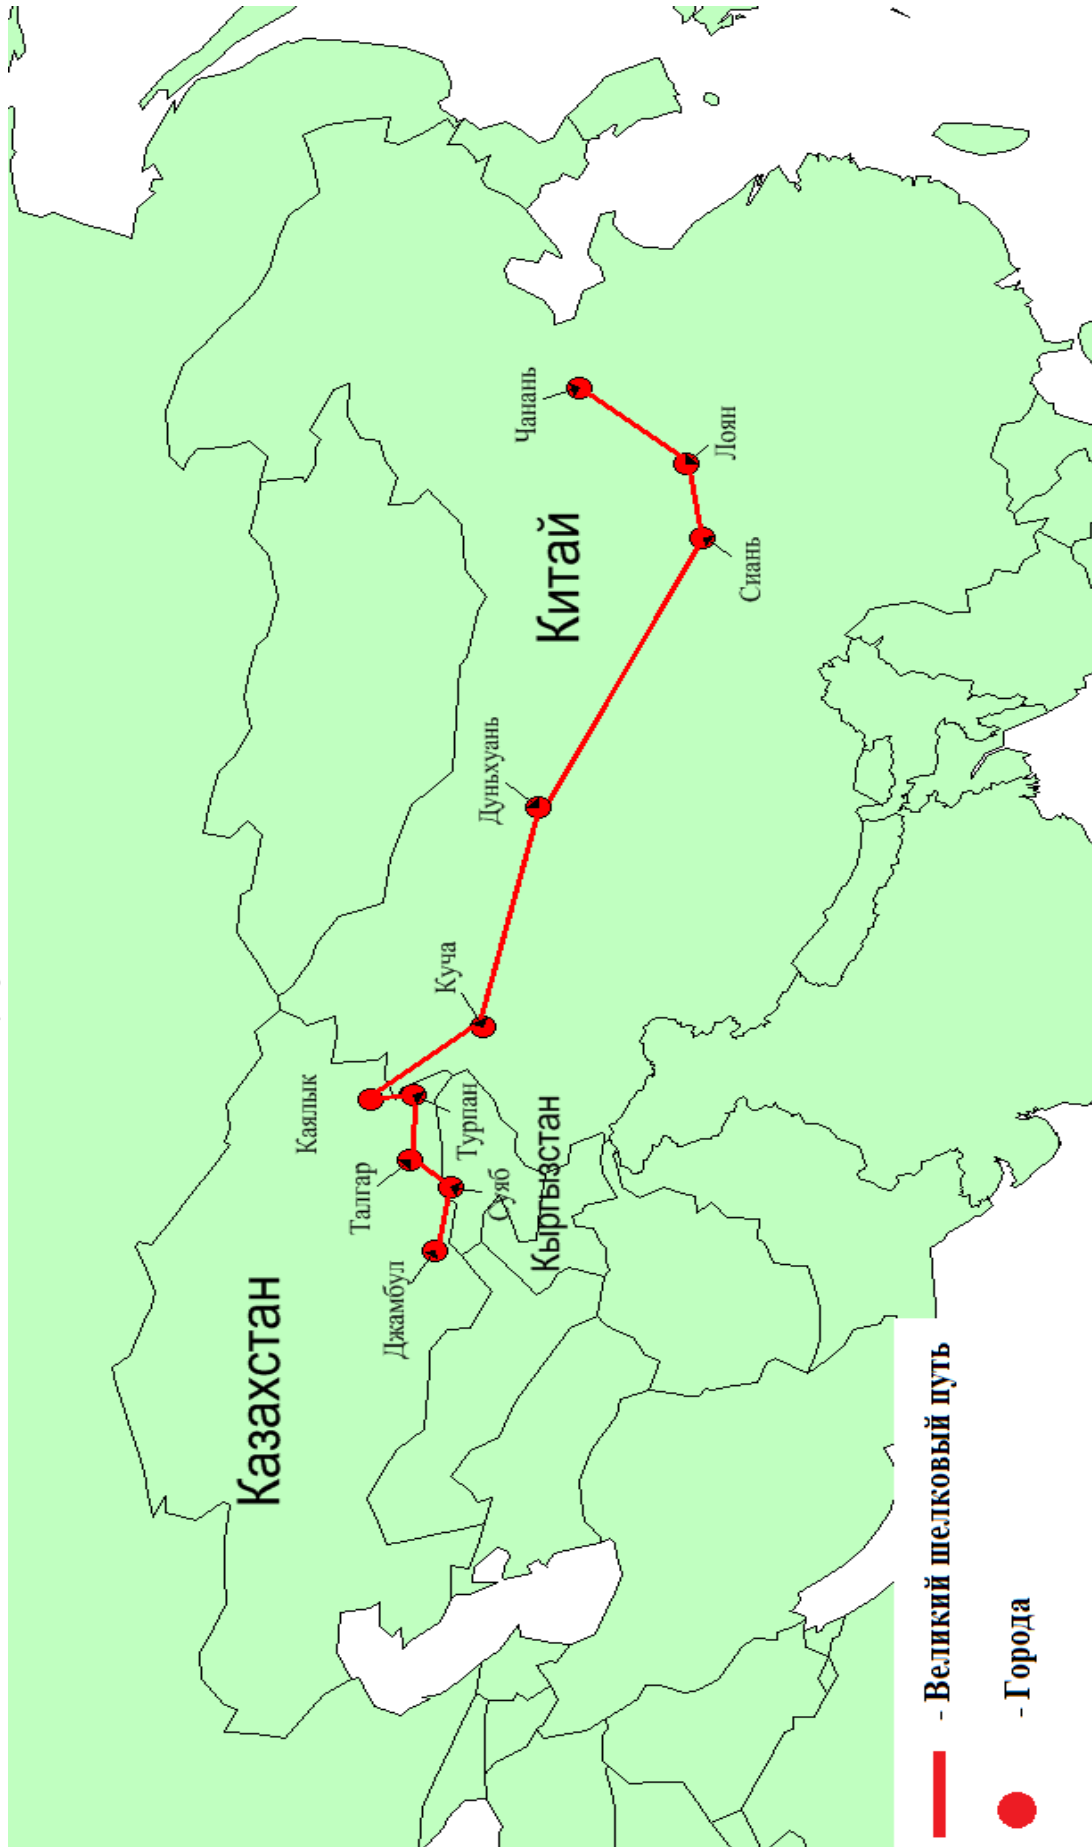 Казахстан
Каялык
Талгар
Джамбул
Куча
Турпан
Суяб
Кыргызстан
Дуньхуань
Китай
Чанань
Лоян
Сиань
- Великий шелковый путь
- Города